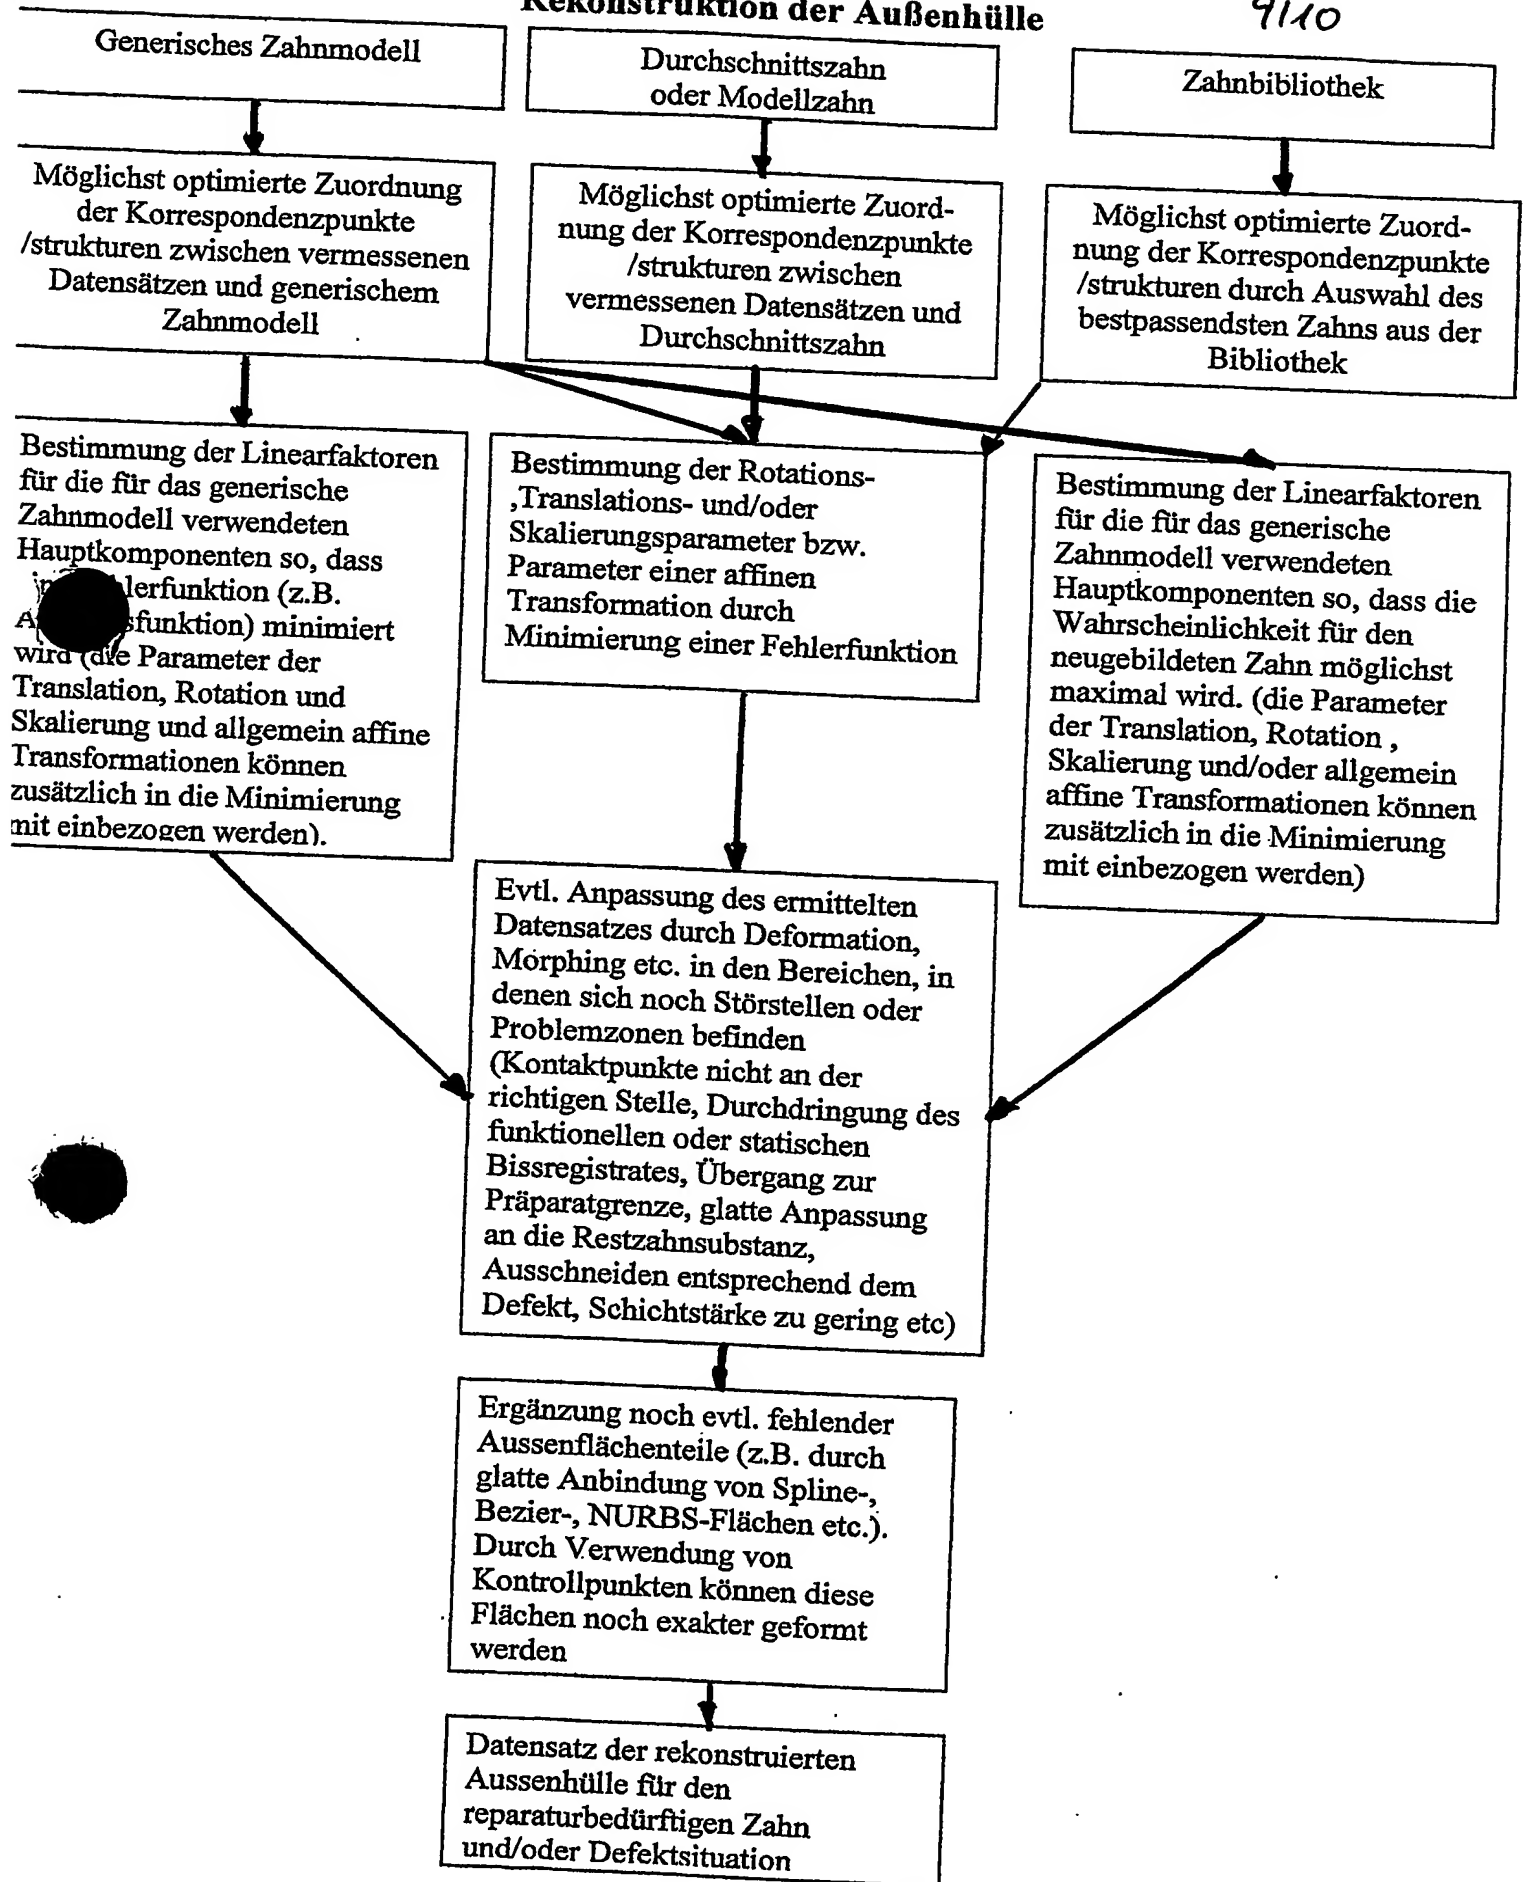 Rekonstruktion der Außenhülle
9/10
Generisches Zahnmodell
Durchschnittszahn
oder Modellzahn
Zahnbibliothek
Möglichst optimierte Zuordnung
der Korrespondenzpunkte
/strukturen zwischen vermessenen
Datensätzen und generischem
Zahnmodell
Möglichst optimierte Zuord-
nung der Korrespondenzpunkte
/strukturen zwischen
vermessenen Datensätzen und
Durchschnittszahn
Möglichst optimierte Zuord-
nung der Korrespondenzpunkte
/strukturen durch Auswahl des
bestpassendsten Zahns aus der
Bibliothek
Bestimmung der Linearfaktoren
für die für das generische
Zahnmodell verwendeten
Hauptkomponenten so, dass
lerfunktion (z.B.
sfunktion) minimiert
wird (die Parameter der
Translation, Rotation und
Skalierung und allgemein affine
Transformationen können
zusätzlich in die Minimierung
mit einbezogen werden).
Bestimmung der Rotations-
,Translations- und/oder
Skalierungsparameter bzw.
Parameter einer affinen
Transformation durch
Minimierung einer Fehlerfunktion
Bestimmung der Linearfaktoren
für die für das generische
Zahnmodell verwendeten
Hauptkomponenten so, dass die
Wahrscheinlichkeit für den
neugebildeten Zahn möglichst
maximal wird. (die Parameter
der Translation, Rotation ,
Skalierung und/oder allgemein
affine Transformationen können
zusätzlich in die Minimierung
mit einbezogen werden)
Evtl. Anpassung des ermittelten
Datensatzes durch Deformation,
Morphing etc. in den Bereichen, in
denen sich noch Störstellen oder
Problemzonen befinden
(Kontaktpunkte nicht an der
richtigen Stelle, Durchdringung des
funktionellen oder statischen
Bissregistrates, Übergang zur
Präparatgrenze, glatte Anpassung
an die Restzahnsubstanz,
Ausschneiden entsprechend dem
Defekt, Schichtstärke zu gering etc)
Ergänzung noch evtl. fehlender
Aussenflächenteile (z.B. durch
glatte Anbindung von Spline-,
Bezier-, NURBS-Flächen etc.).
Durch Verwendung von
Kontrollpunkten können diese
Flächen noch exakter geformt
werden
Datensatz der rekonstruierten
Aussenhülle für den
reparaturbedürftigen Zahn
und/oder Defektsituation